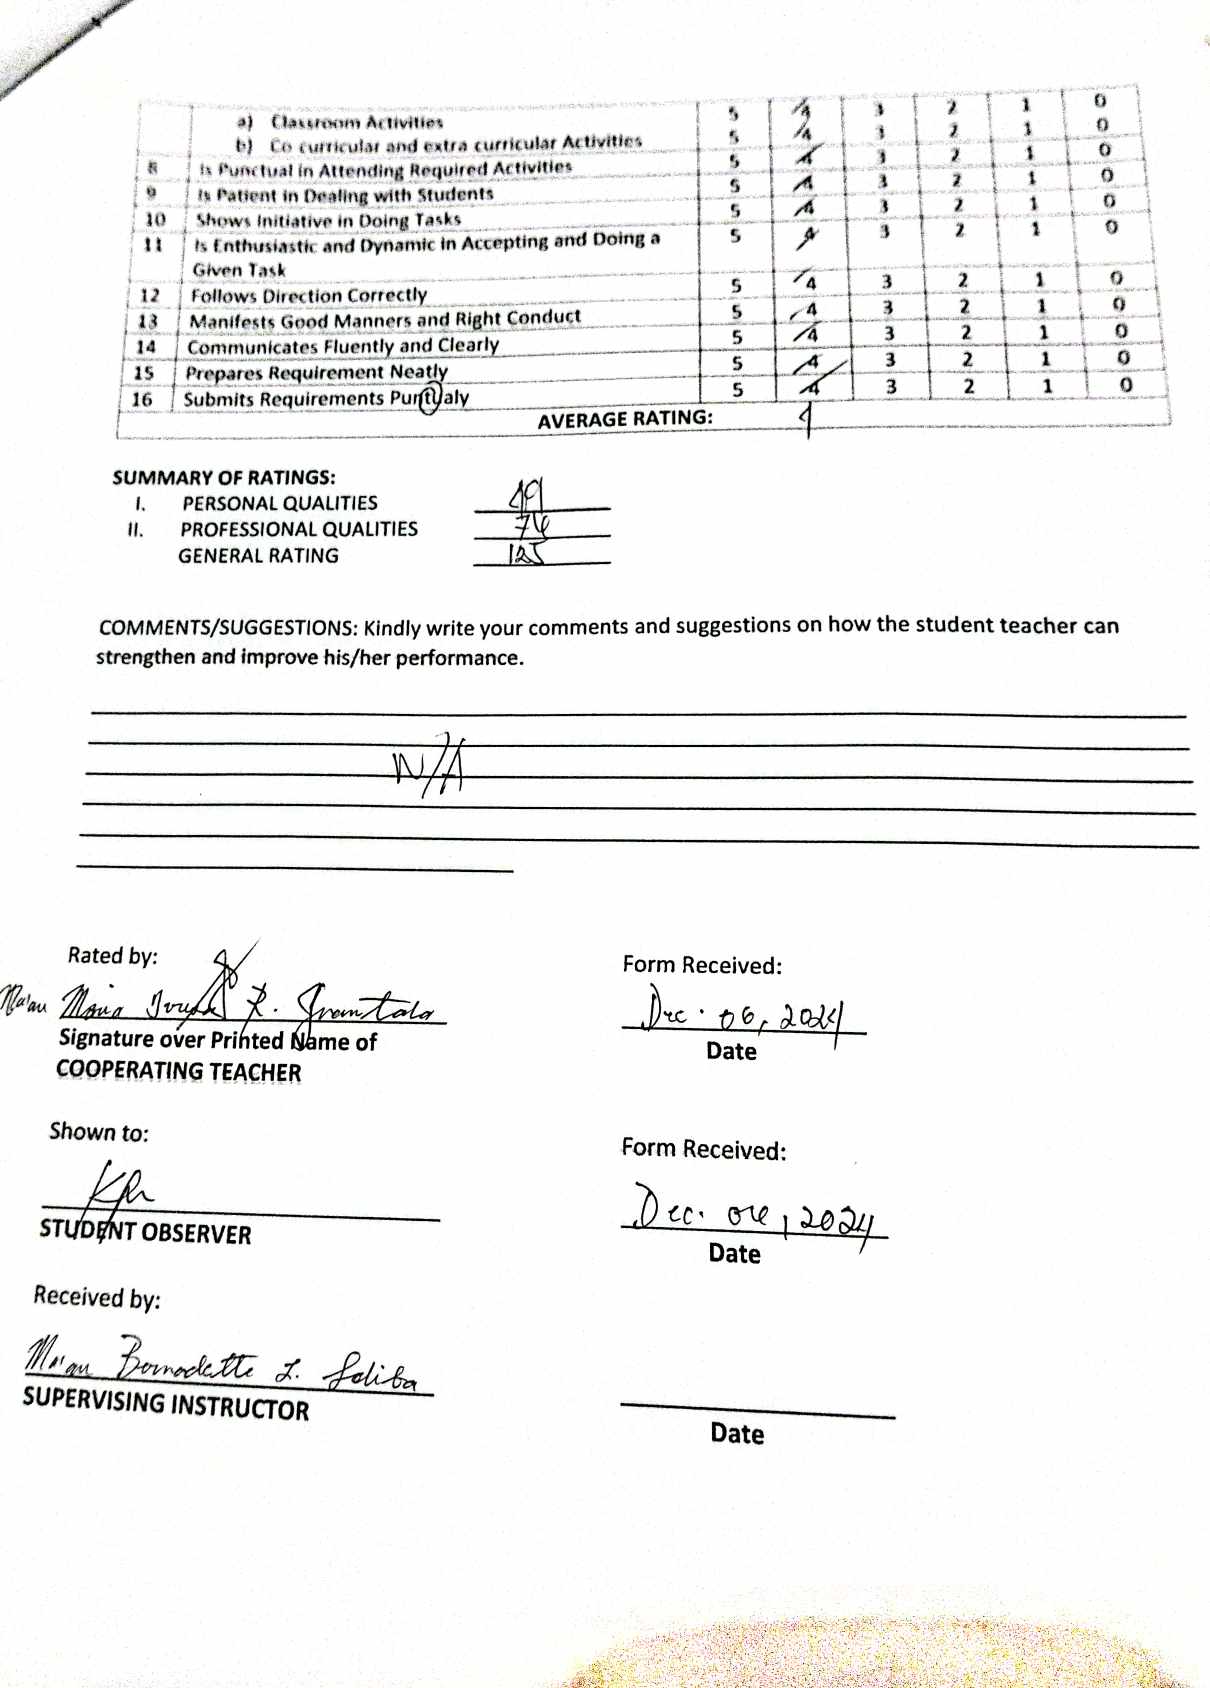 a) Classroom Activities 5 4 3 2 1 0
b) Co curricular and extra curricular Activities 5 4 3 2 1 0
8 Is Punctual in Attending Required Activities 5 4 3 2 1 0
9 Is Patient in Dealing with Students 5 4 3 2 1 0
10 Shows Initiative in Doing Tasks 5 4 3 2 1 0
11 Is Enthusiastic and Dynamic in Accepting and Doing a 5 4 3 2 1 0
Given Task
12 Follows Direction Correctly 5 4 3 2 1 0
13 Manifests Good Manners and Right Conduct 5 4 3 2 1 0
14 Communicates Fluently and Clearly 5 4 3 2 1 0
15 Prepares Requirement Neatly 5 4 3 2 1 0
16 Submits Requirements Puntualy 5 4 3 2 1 0
AVERAGE RATING: 4
SUMMARY OF RATINGS:
I. PERSONAL QUALITIES 49
II. PROFESSIONAL QUALITIES 76
GENERAL RATING 125
COMMENTS/SUGGESTIONS: Kindly write your comments and suggestions on how the student teacher can
strengthen and improve his/her performance.
N/A
Rated by:
Form Received:
Ma'am Maria R.
Dec. 06, 2024
Signature over Printed Name of
Date
COOPERATING TEACHER
Shown to:
Form Received:
Dec. 06, 2024
STUDENT OBSERVER
Date
Received by:
Ma'am Bernadette L. Saliba
SUPERVISING INSTRUCTOR
Date